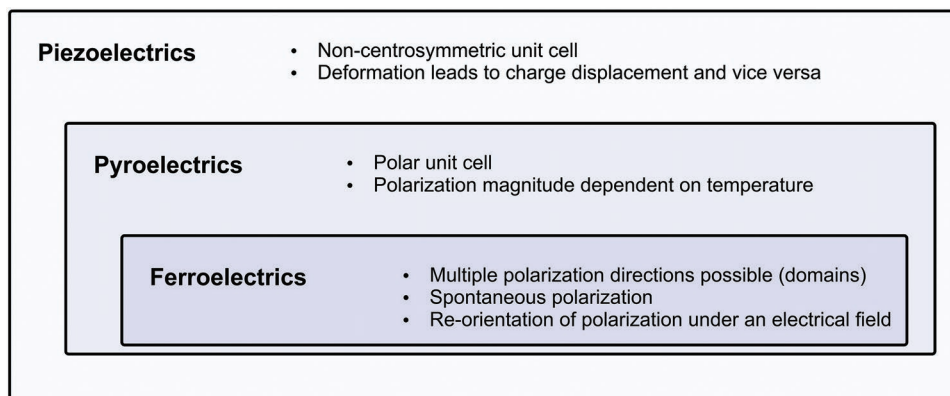 Piezoelectrics
• Non-centrosymmetric unit cell
• Deformation leads to charge displacement and vice versa
Pyroelectrics
• Polar unit cell
• Polarization magnitude dependent on temperature
Ferroelectrics
• Multiple polarization directions possible (domains)
• Spontaneous polarization
• Re-orientation of polarization under an electrical field